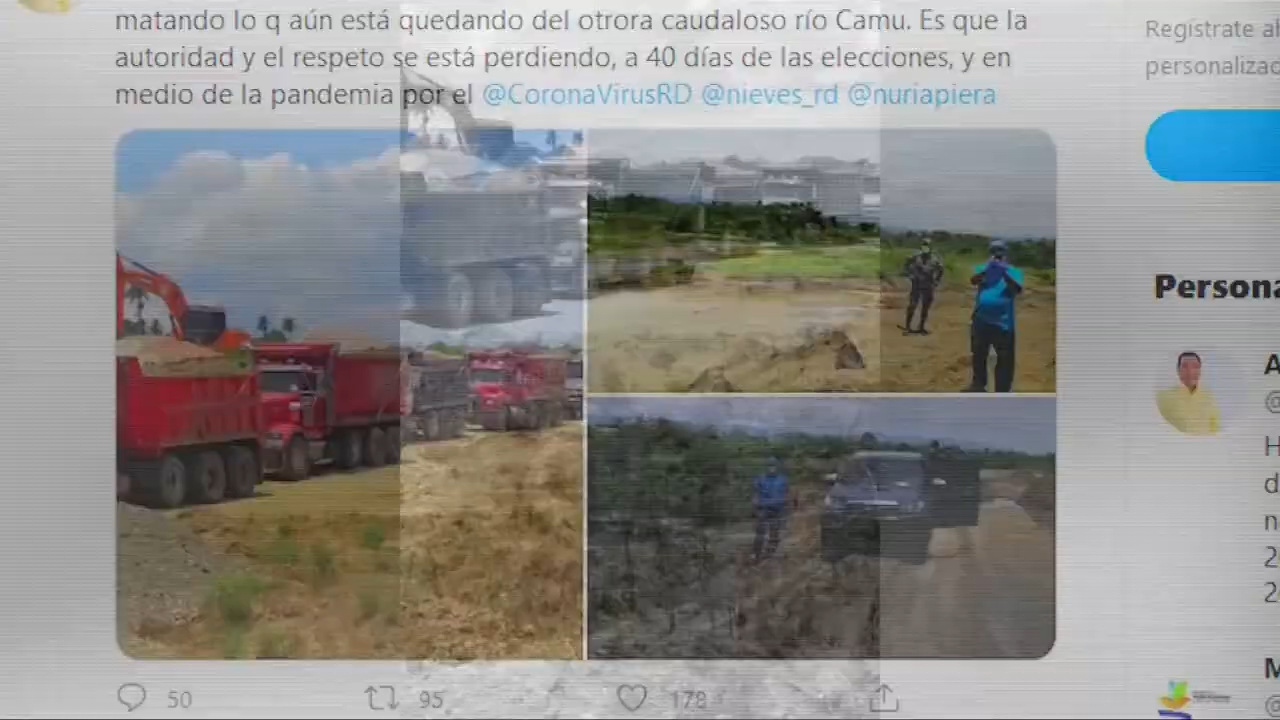 matando lo q aún está quedando del otrora caudaloso río Camu. Es que la
autoridad y el respeto se está perdiendo, a 40 días de las elecciones, y en
medio de la pandemia por el @CoronaVirusRD @nieves_rd @nuriapiera
50
95
178
Regístrate a
personalizad
Persona
A
@
H
d
n
2
2
M
@